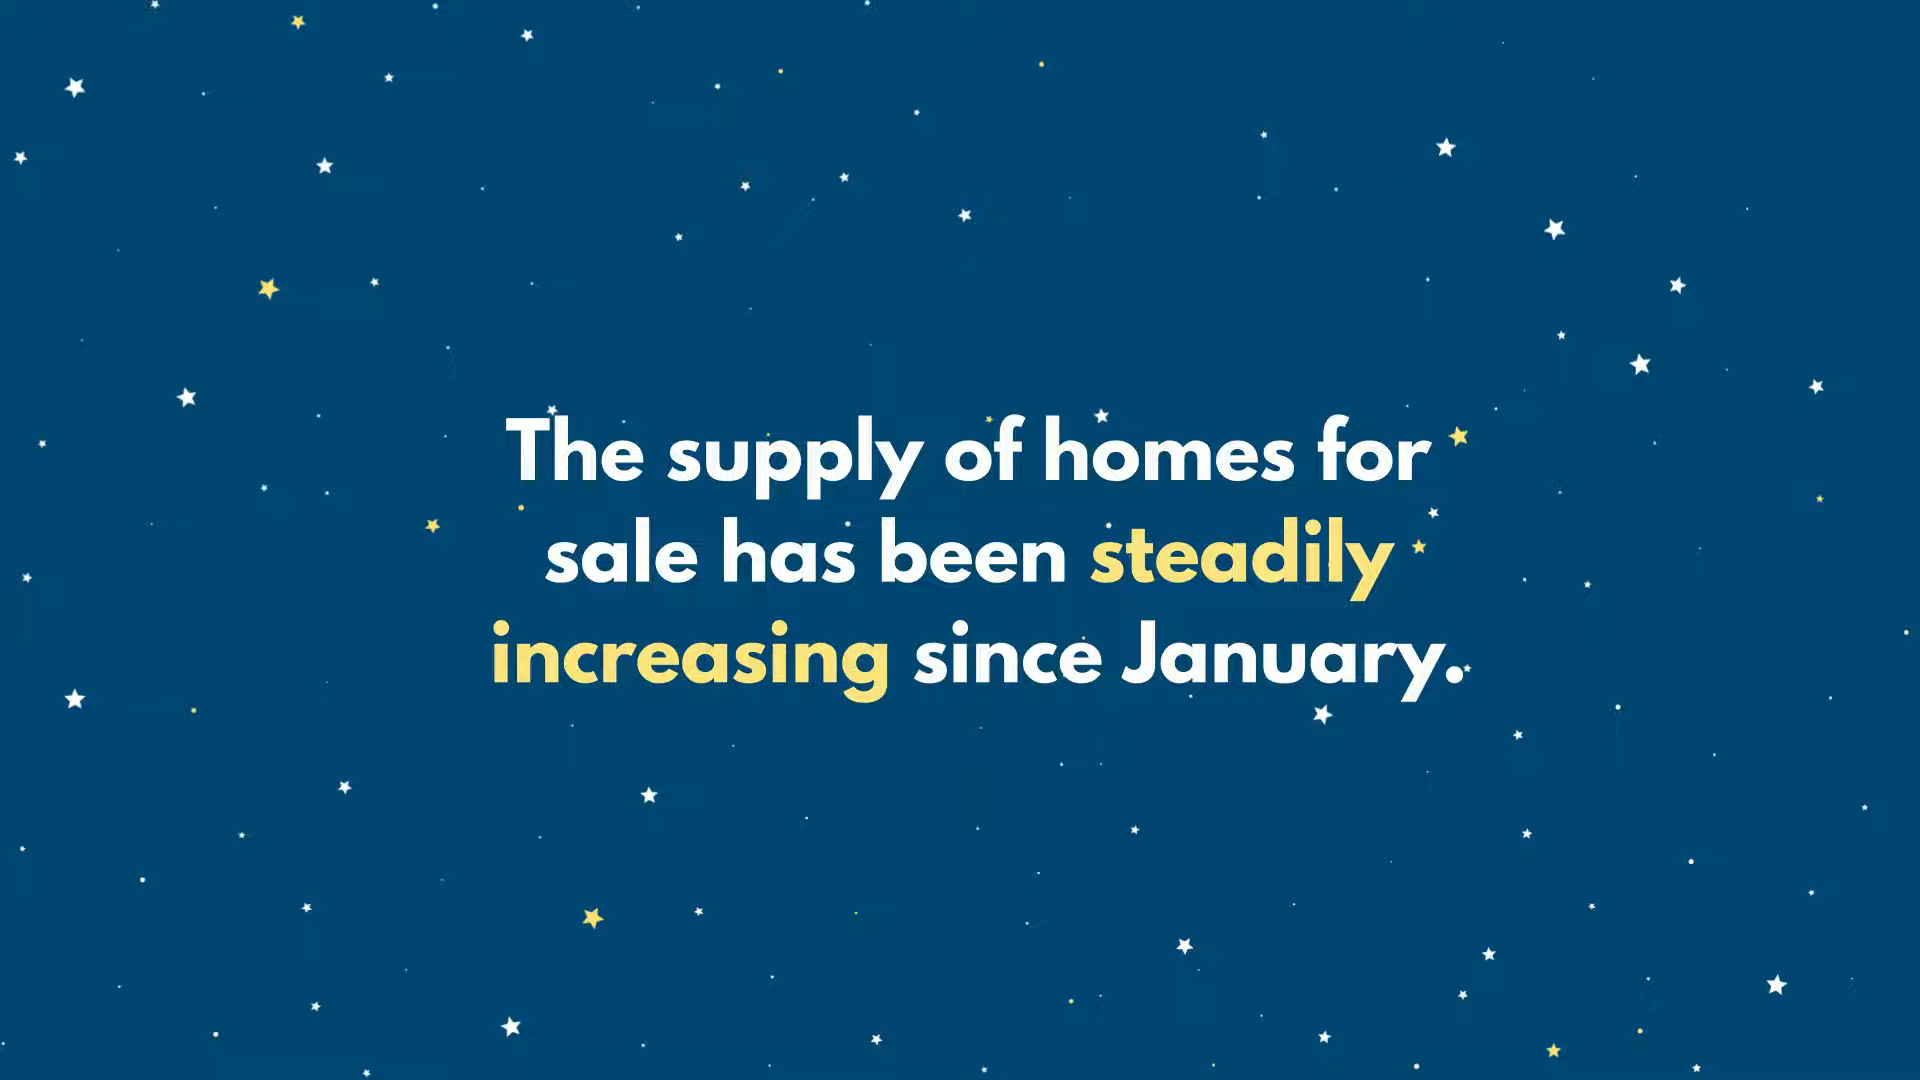 The supply of homes for
sale has been steadily
increasing since January.